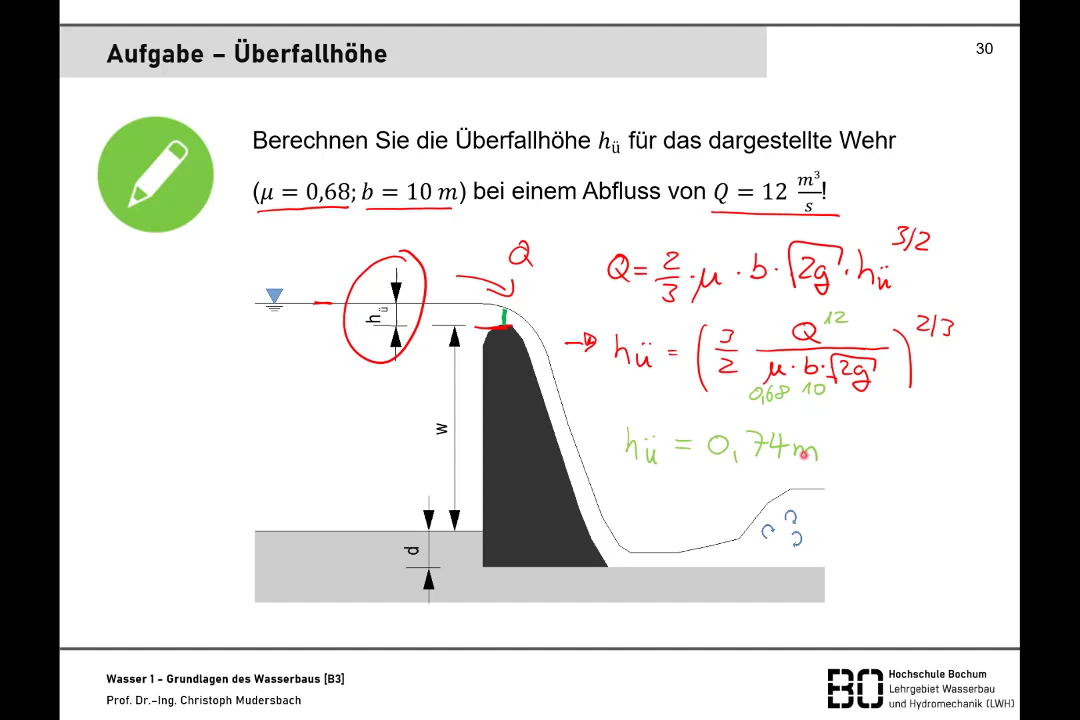 Aufgabe – Überfallhöhe
30
Berechnen Sie die Überfallhöhe hü für das dargestellte Wehr
(μ = 0,68; b = 10 m) bei einem Abfluss von Q = 12 m³/s!
Q
Q = 2/3 · μ · b · √2g · hü^3/2
hü
12
→ hü = (3/2 Q / μ · b · √2g)^2/3
0,68 10
w
hü = 0,74m
d
Wasser 1 - Grundlagen des Wasserbaus [B3]
Prof. Dr.-Ing. Christoph Mudersbach
BO
Hochschule Bochum
Lehrgebiet Wasserbau
und Hydromechanik (LWH)